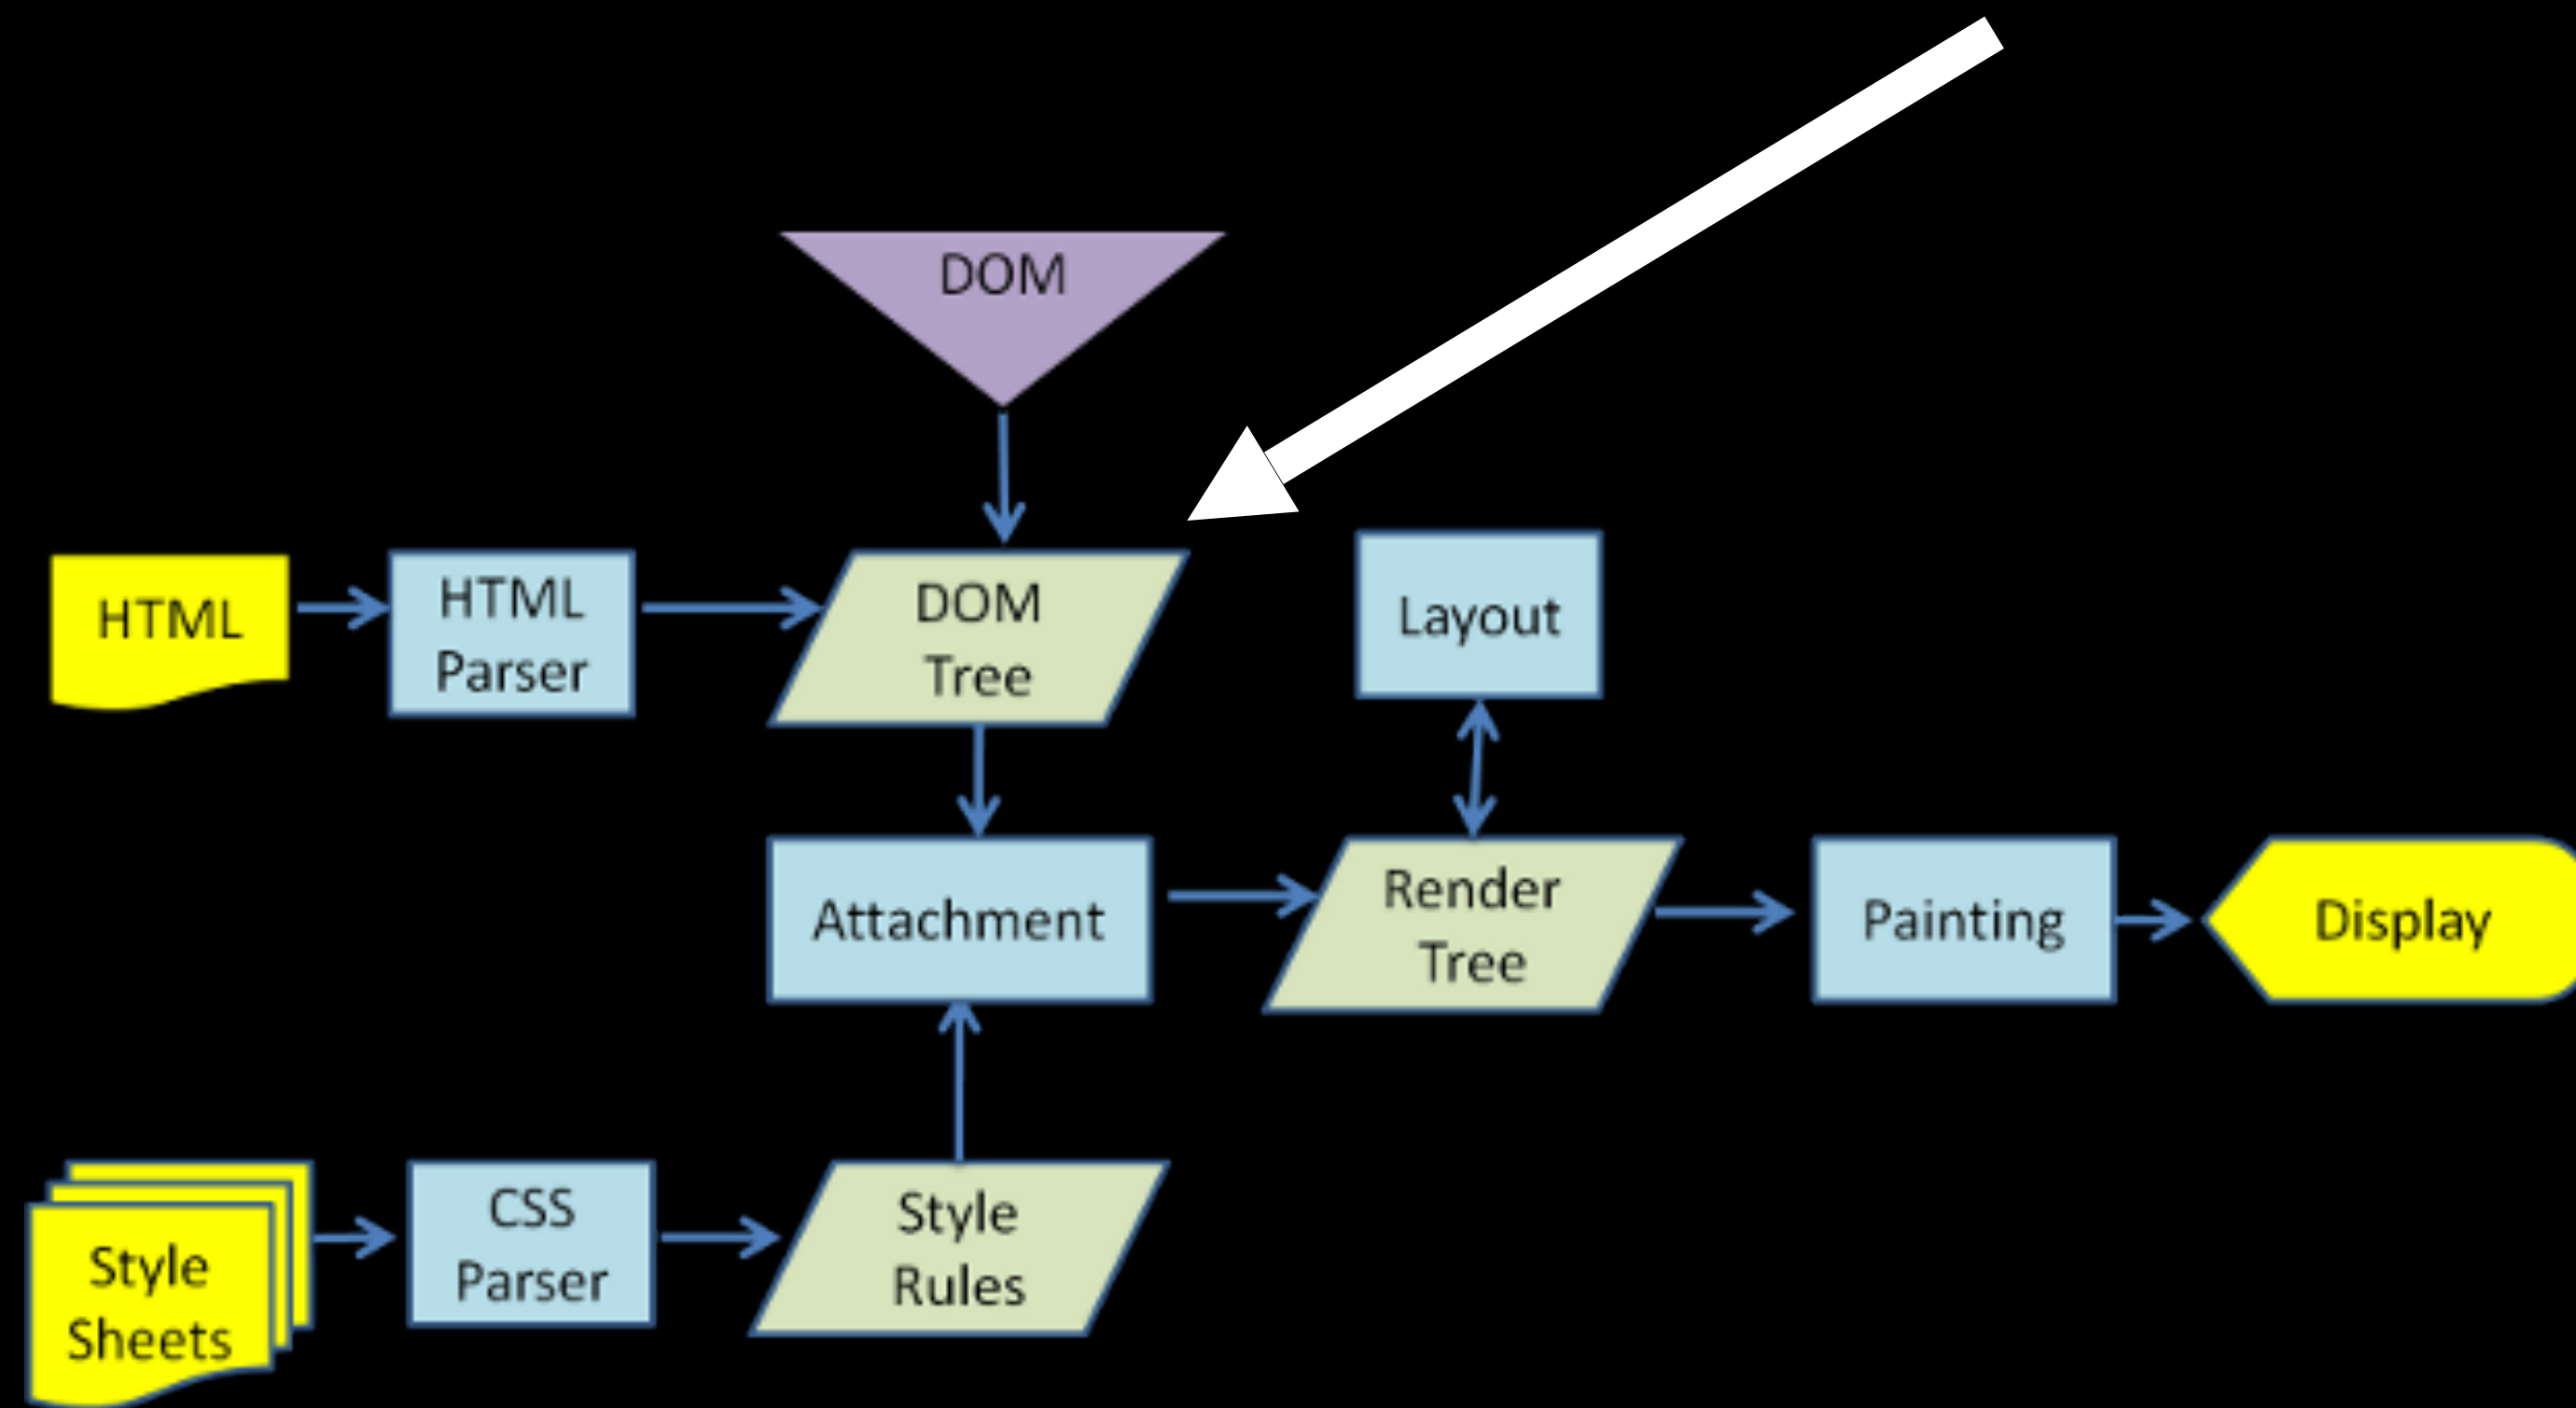 DOM
HTML
HTML
Parser
DOM
Tree
Layout
Attachment
Render
Tree
Painting
Display
Style
Sheets
CSS
Parser
Style
Rules